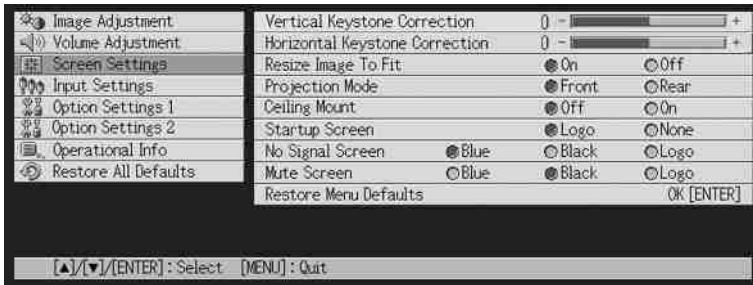 Image Adjustment
Volume Adjustment
Screen Settings
Input Settings
Option Settings 1
Option Settings 2
Operational Info
Restore All Defaults
Vertical Keystone Correction 0 - +
Horizontal Keystone Correction 0 - +
Resize Image To Fit On Off
Projection Mode Front Rear
Ceiling Mount Off On
Startup Screen Logo None
No Signal Screen Blue Black Logo
Mute Screen Blue Black Logo
Restore Menu Defaults OK [ENTER]
[▲]/[▼]/[ENTER] : Select [MENU] : Quit